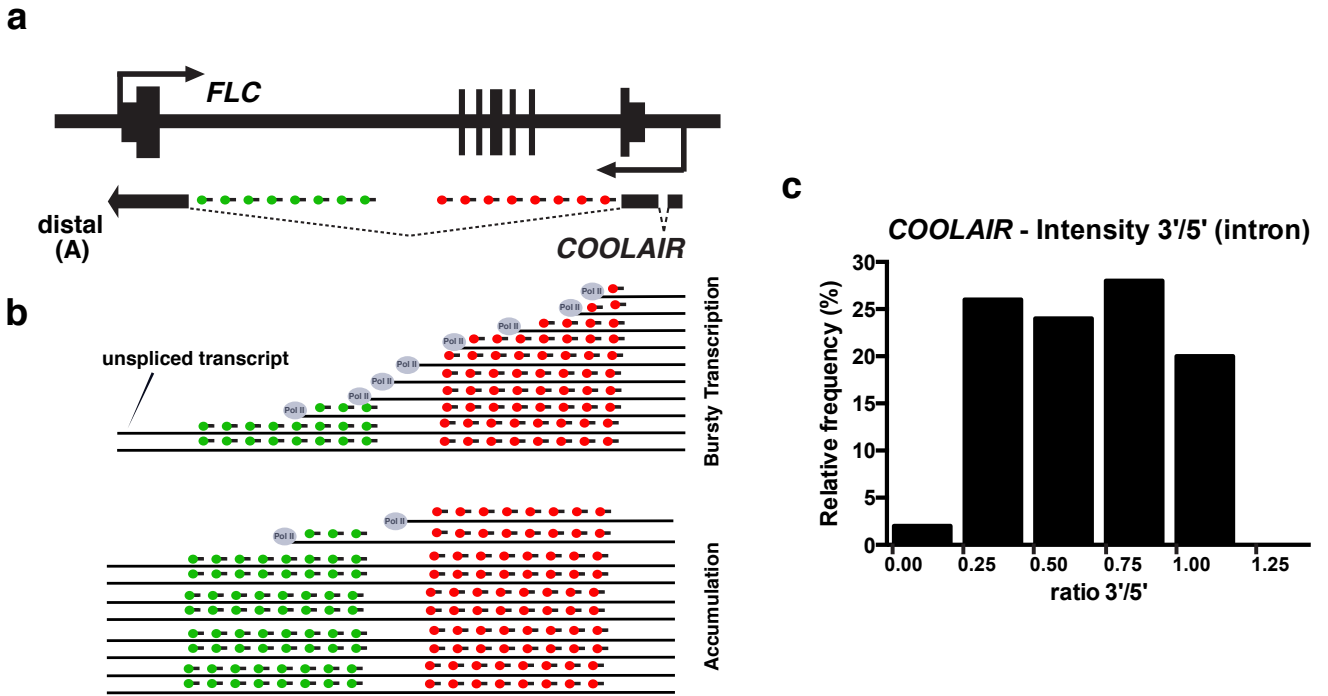 a
FLC
distal
(A)
COOLAIR
b
unspliced transcript
Pol II
Pol II
Pol II
Pol II
Pol II
Pol II
Pol II
Pol II
Bursty Transcription
Pol II
Pol II
Accumulation
c
COOLAIR - Intensity 3'/5' (intron)
Relative frequency (%)
30
25
20
15
10
5
0
0.00 0.25 0.50 0.75 1.00 1.25
ratio 3'/5'